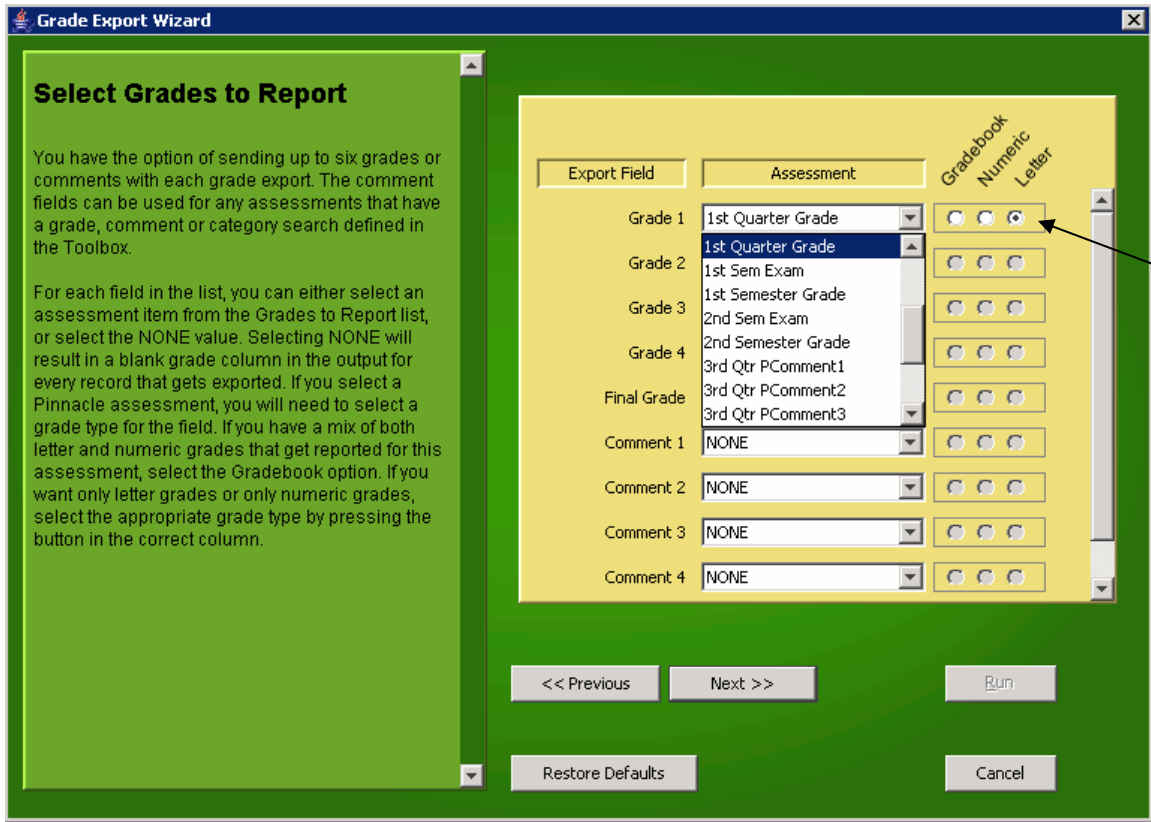 Grade Export Wizard
Select Grades to Report
You have the option of sending up to six grades or
comments with each grade export. The comment
fields can be used for any assessments that have
a grade, comment or category search defined in
the Toolbox.
For each field in the list, you can either select an
assessment item from the Grades to Report list,
or select the NONE value. Selecting NONE will
result in a blank grade column in the output for
every record that gets exported. If you select a
Pinnacle assessment, you will need to select a
grade type for the field. If you have a mix of both
letter and numeric grades that get reported for this
assessment, select the Gradebook option. If you
want only letter grades or only numeric grades,
select the appropriate grade type by pressing the
button in the correct column.
Export Field Assessment Gradebook Numeric Letter
Grade 1 1st Quarter Grade
1st Quarter Grade
Grade 2 1st Sem Exam
1st Semester Grade
Grade 3 2nd Sem Exam
2nd Semester Grade
Grade 4 3rd Qtr PComment1
Final Grade 3rd Qtr PComment2
3rd Qtr PComment3
Comment 1 NONE
Comment 2 NONE
Comment 3 NONE
Comment 4 NONE
<< Previous Next >> Run
Restore Defaults Cancel